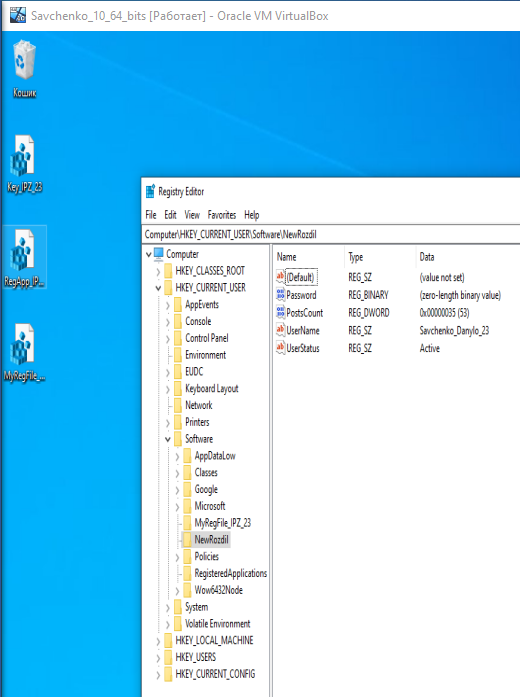 Savchenko_10_64_bits [Работает] - Oracle VM VirtualBox
Кошик
Key_IPZ_23
RegApp_IP...
MyRegFile_...
Registry Editor
File Edit View Favorites Help
Computer\HKEY_CURRENT_USER\Software\NewRozdil
Computer
HKEY_CLASSES_ROOT
HKEY_CURRENT_USER
AppEvents
Console
Control Panel
Environment
EUDC
Keyboard Layout
Network
Printers
Software
AppDataLow
Classes
Google
Microsoft
MyRegFile_IPZ_23
NewRozdil
Policies
RegisteredApplications
Wow6432Node
System
Volatile Environment
HKEY_LOCAL_MACHINE
HKEY_USERS
HKEY_CURRENT_CONFIG
Name Type Data
(Default) REG_SZ (value not set)
Password REG_BINARY (zero-length binary value)
PostsCount REG_DWORD 0x00000035 (53)
UserName REG_SZ Savchenko_Danylo_23
UserStatus REG_SZ Active